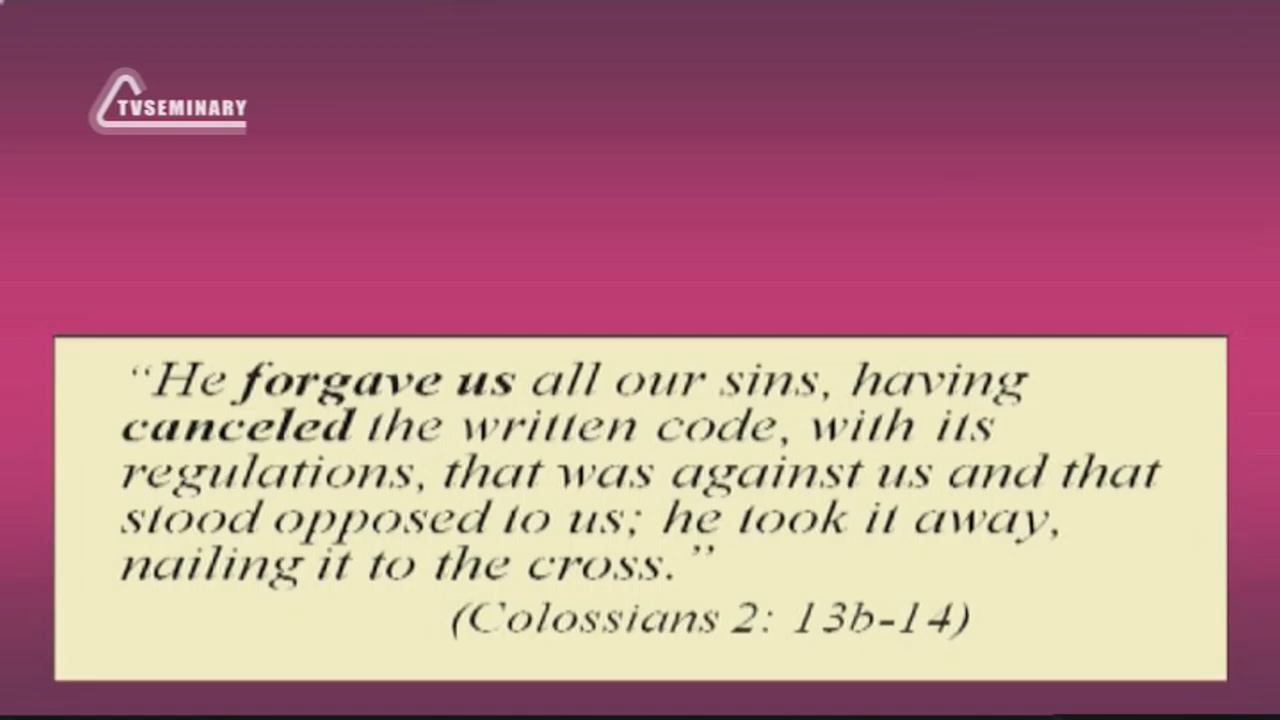 TVSEMINARY
“He forgave us all our sins, having
canceled the written code, with its
regulations, that was against us and that
stood opposed to us; he took it away,
nailing it to the cross.”
(Colossians 2: 13b-14)